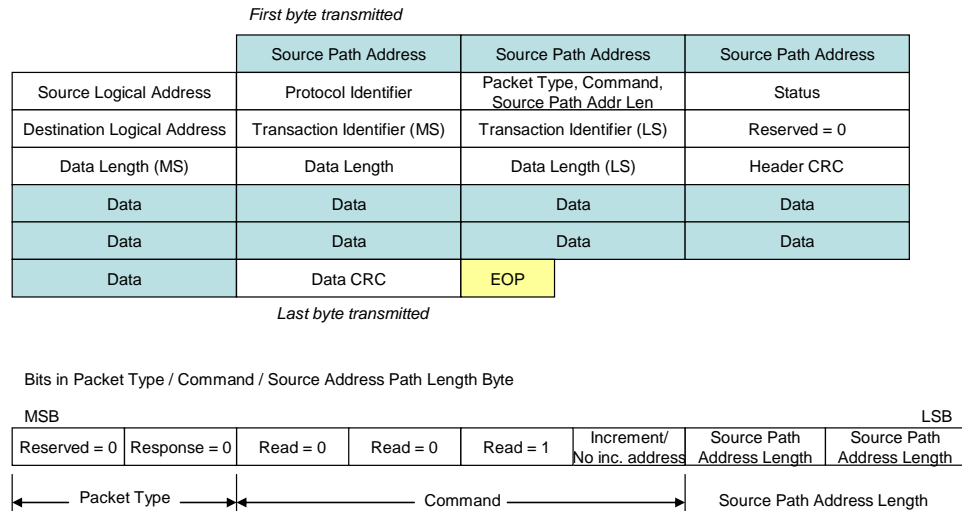 First byte transmitted
Source Path Address Source Path Address Source Path Address
Source Logical Address Protocol Identifier Packet Type, Command, Source Path Addr Len Status
Destination Logical Address Transaction Identifier (MS) Transaction Identifier (LS) Reserved = 0
Data Length (MS) Data Length Data Length (LS) Header CRC
Data Data Data Data
Data Data Data Data
Data Data CRC EOP
Last byte transmitted
Bits in Packet Type / Command / Source Address Path Length Byte
MSB LSB
Reserved = 0 Response = 0 Read = 0 Read = 0 Read = 1 Increment/ No inc. address Source Path Address Length Source Path Address Length
Packet Type Command Source Path Address Length